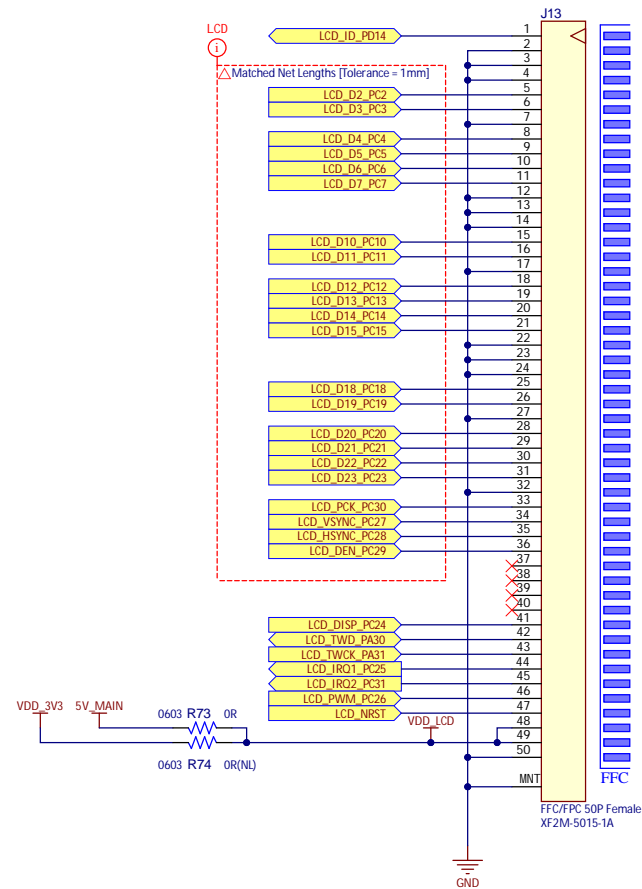 J13
LCD
i
LCD_ID_PD14 1
2
Matched Net Lengths [Tolerance = 1mm] 3
4
LCD_D2_PC2 5
LCD_D3_PC3 6
7
LCD_D4_PC4 8
LCD_D5_PC5 9
LCD_D6_PC6 10
LCD_D7_PC7 11
12
13
14
LCD_D10_PC10 15
LCD_D11_PC11 16
17
LCD_D12_PC12 18
LCD_D13_PC13 19
LCD_D14_PC14 20
LCD_D15_PC15 21
22
23
24
LCD_D18_PC18 25
LCD_D19_PC19 26
27
LCD_D20_PC20 28
LCD_D21_PC21 29
LCD_D22_PC22 30
LCD_D23_PC23 31
32
LCD_PCK_PC30 33
LCD_VSYNC_PC27 34
LCD_HSYNC_PC28 35
LCD_DEN_PC29 36
37
38
39
40
LCD_DISP_PC24 41
LCD_TWD_PA30 42
LCD_TWCK_PA31 43
LCD_IRQ1_PC25 44
LCD_IRQ2_PC31 45
LCD_PWM_PC26 46
LCD_NRST 47
VDD_3V3 5V_MAIN 0603 R73 0R VDD_LCD 48
49
50
0603 R74 0R(NL)
MNT FFC
FFC/FPC 50P Female
XF2M-5015-1A
GND